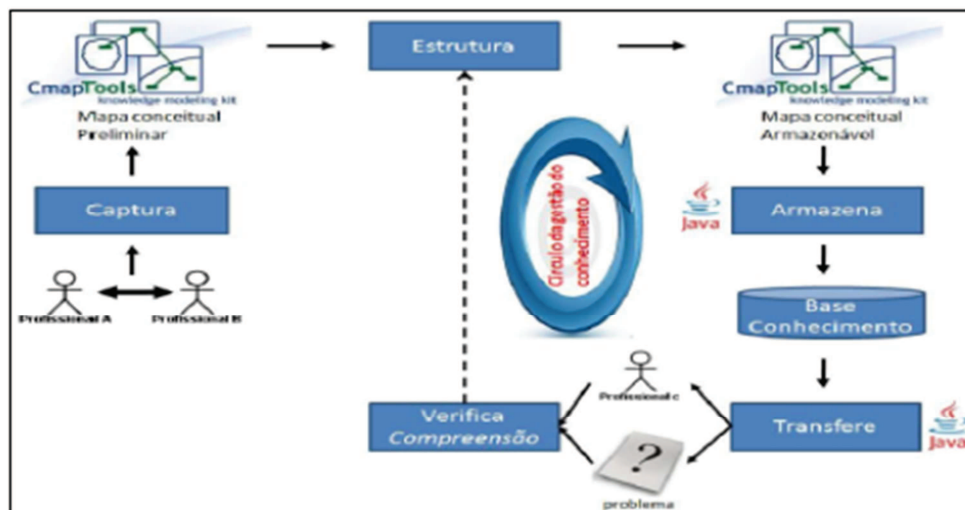 CmapTools
knowledge modeling kit
Mapa conceitual
Preliminar
Estrutura
CmapTools
knowledge modeling kit
Mapa conceitual
Armazenável
Captura
Profissional A
Profissional B
Círculo da gestão do
conhecimento
Java
Armazena
Base
Conhecimento
Profissional c
Verifica
Compreensão
?
problema
Transfere
Java